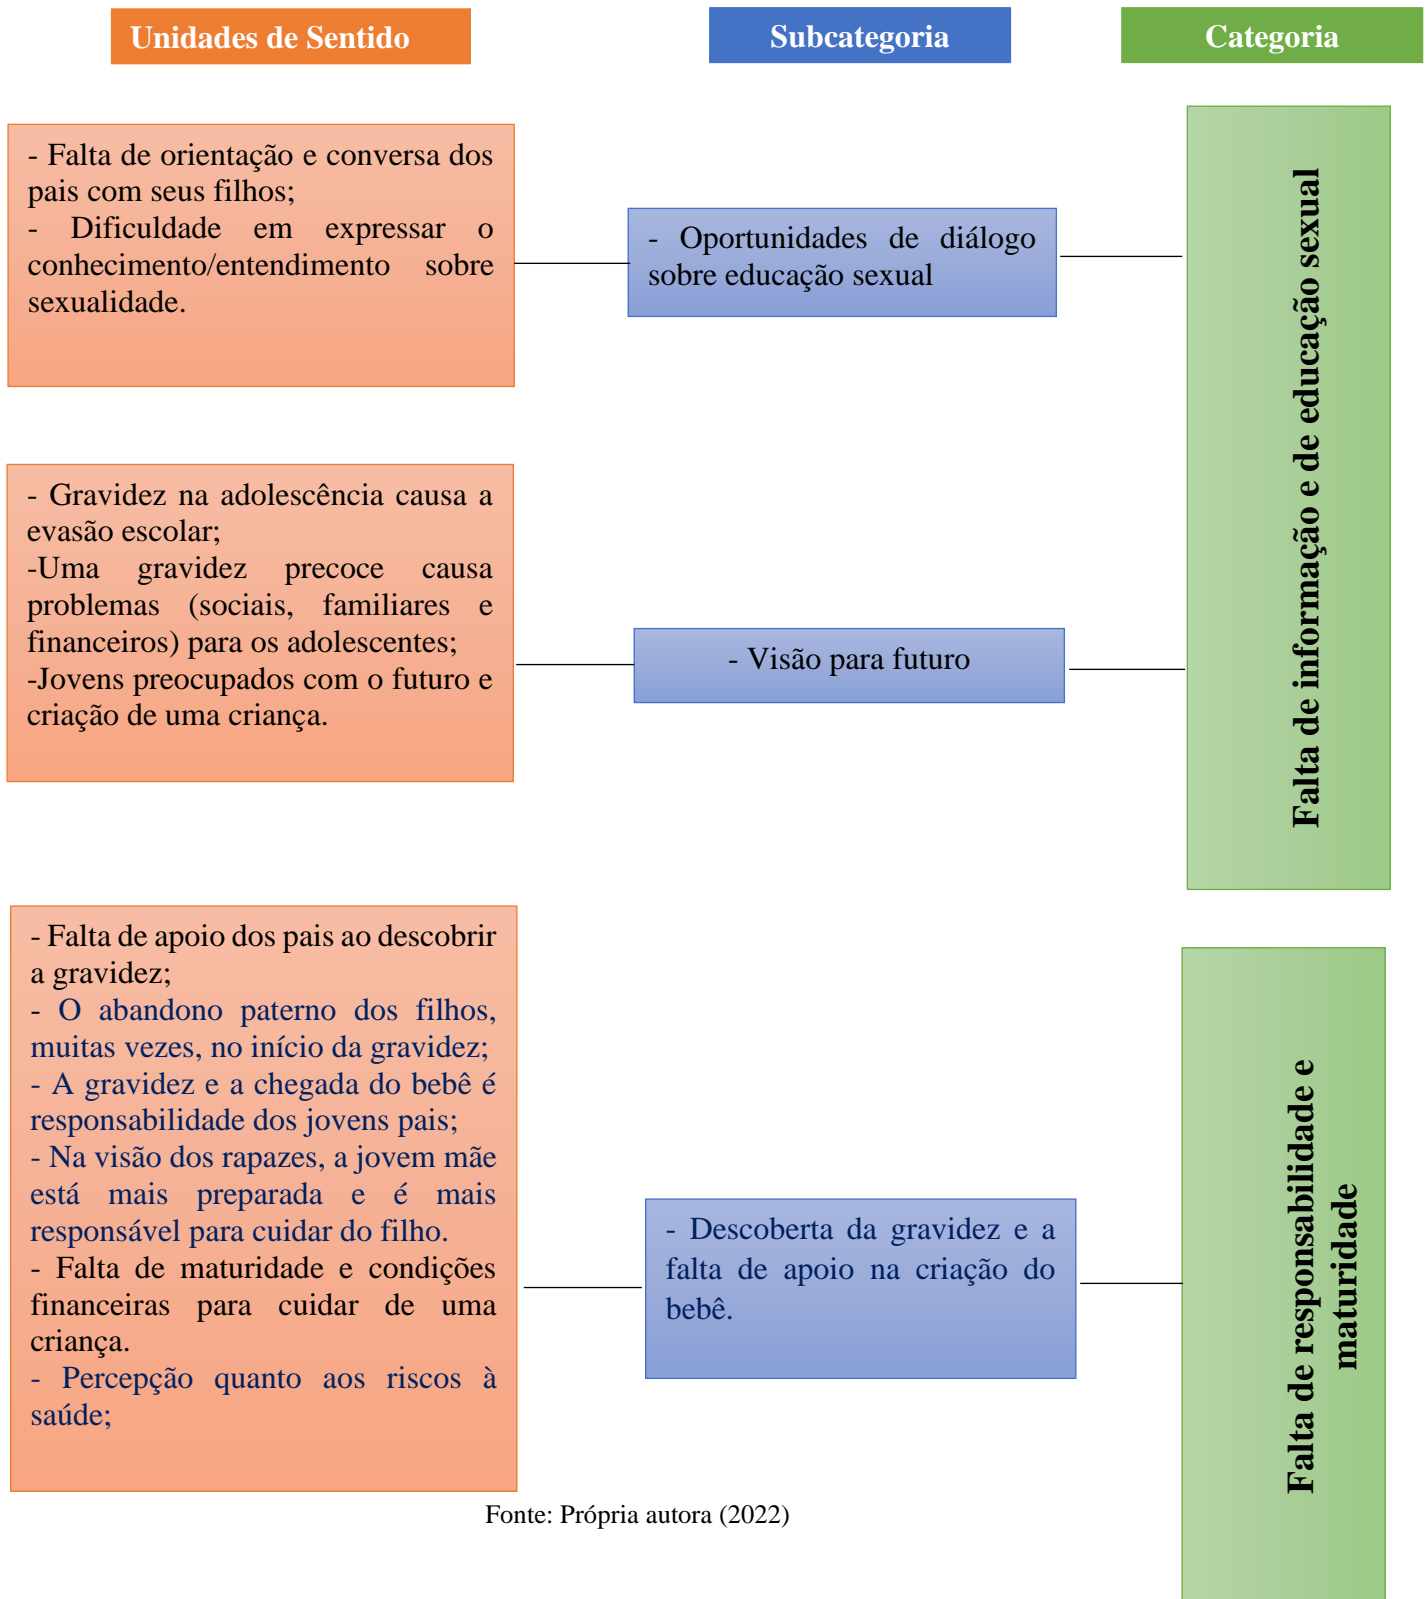 Unidades de Sentido
Subcategoria
Categoria
- Falta de orientação e conversa dos
pais com seus filhos;
- Dificuldade em expressar o
conhecimento/entendimento sobre
sexualidade.
- Oportunidades de diálogo
sobre educação sexual
Falta de informação e de educação sexual
- Gravidez na adolescência causa a
evasão escolar;
-Uma gravidez precoce causa
problemas (sociais, familiares e
financeiros) para os adolescentes;
-Jovens preocupados com o futuro e
criação de uma criança.
- Visão para futuro
- Falta de apoio dos pais ao descobrir
a gravidez;
- O abandono paterno dos filhos,
muitas vezes, no início da gravidez;
- A gravidez e a chegada do bebê é
responsabilidade dos jovens pais;
- Na visão dos rapazes, a jovem mãe
está mais preparada e é mais
responsável para cuidar do filho.
- Falta de maturidade e condições
financeiras para cuidar de uma
criança.
- Percepção quanto aos riscos à
saúde;
- Descoberta da gravidez e a
falta de apoio na criação do
bebê.
Falta de responsabilidade e
maturidade
Fonte: Própria autora (2022)